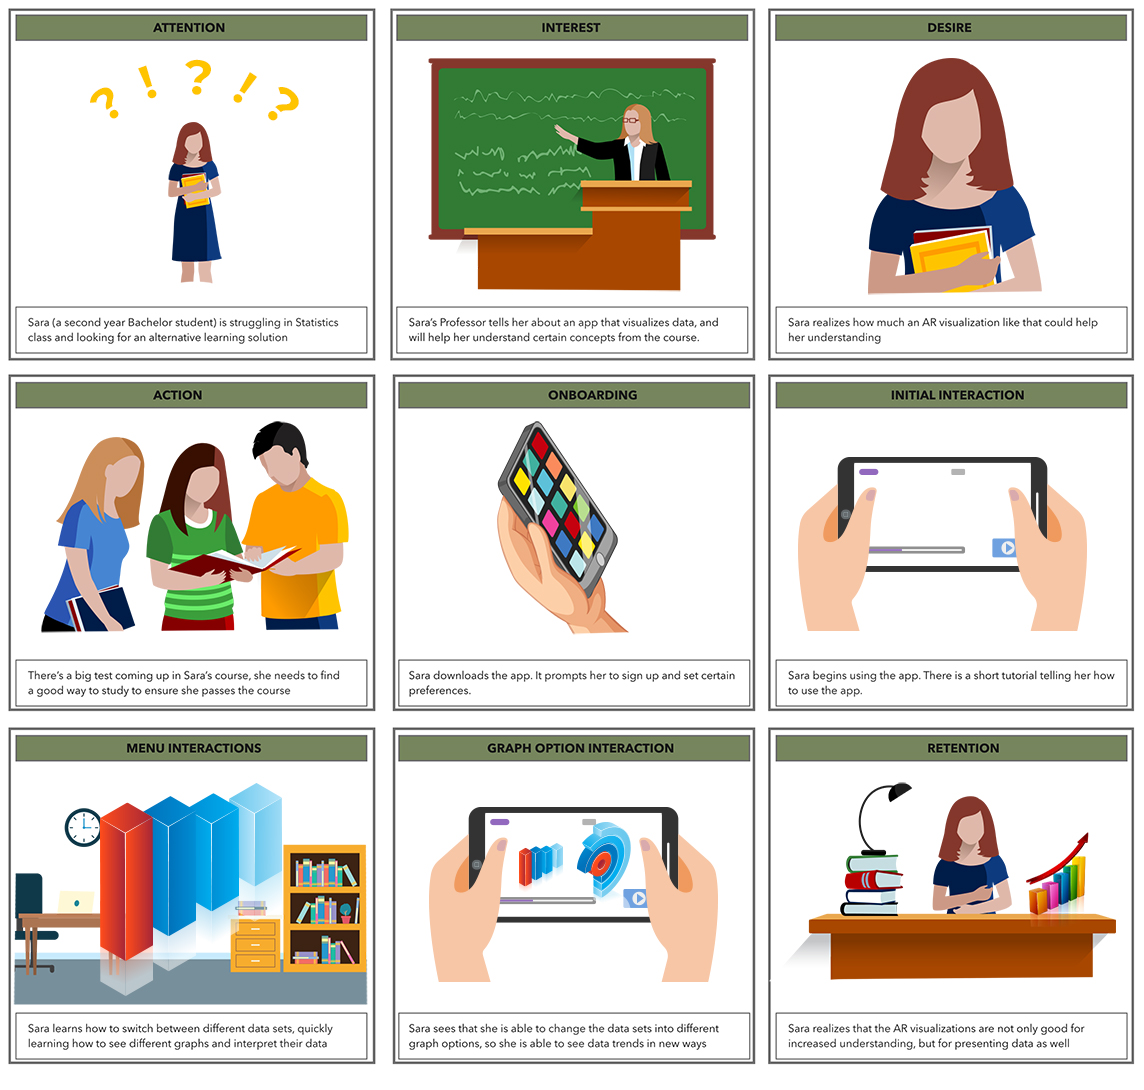 ATTENTION
? ! ? ! ?
Sara (a second year Bachelor student) is struggling in Statistics
class and looking for an alternative learning solution
INTEREST
Sara's Professor tells her about an app that visualizes data, and
will help her understand certain concepts from the course.
DESIRE
Sara realizes how much an AR visualization like that could help
her understanding
ACTION
There's a big test coming up in Sara's course, she needs to find
a good way to study to ensure she passes the course
ONBOARDING
Sara downloads the app. It prompts her to sign up and set certain
preferences.
INITIAL INTERACTION
Sara begins using the app. There is a short tutorial telling her how
to use the app.
MENU INTERACTIONS
Sara learns how to switch between different data sets, quickly
learning how to see different graphs and interpret their data
GRAPH OPTION INTERACTION
Sara sees that she is able to change the data sets into different
graph options, so she is able to see data trends in new ways
RETENTION
Sara realizes that the AR visualizations are not only good for
increased understanding, but for presenting data as well